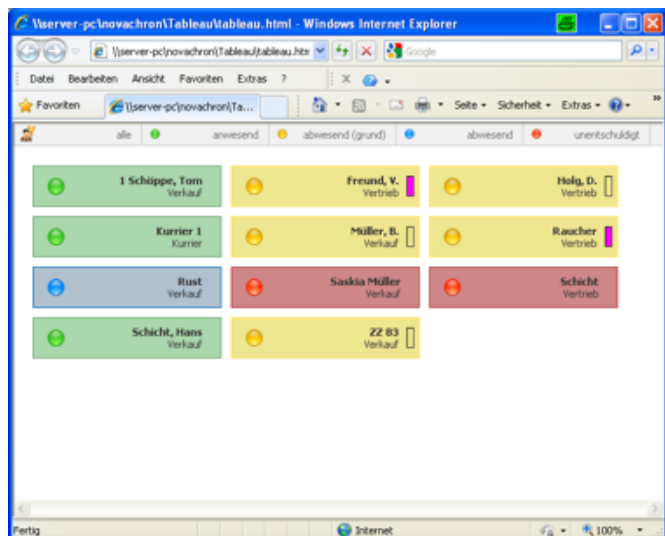 \\server-pc\novachron\Tableau\tableau.html - Windows Internet Explorer
\\server-pc\novachron\Tableau\tableau.htm
Google
Datei Bearbeiten Ansicht Favoriten Extras ?
X
Favoriten
\\server-pc\novachron\Ta...
Seite Sicherheit Extras
»
alle anwesend abwesend (grund) abwesend unentschuldigt
1 Schüppe, Tom
Verkauf
Freund, V.
Vertrieb
Holg, D.
Vertrieb
Kurrier 1
Kurrier
Müller, B.
Verkauf
Raucher
Vertrieb
Rust
Verkauf
Saskia Müller
Verkauf
Schicht
Vertrieb
Schicht, Hans
Verkauf
ZZ 83
Verkauf
Fertig
Internet
100%